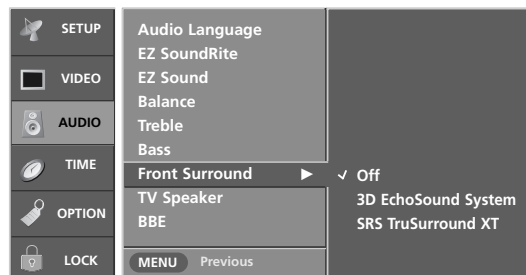 SETUP
VIDEO
AUDIO
TIME
OPTION
LOCK
Audio Language
EZ SoundRite
EZ Sound
Balance
Treble
Bass
Front Surround ►
TV Speaker
BBE
MENU Previous
✓ Off
3D EchoSound System
SRS TruSurround XT